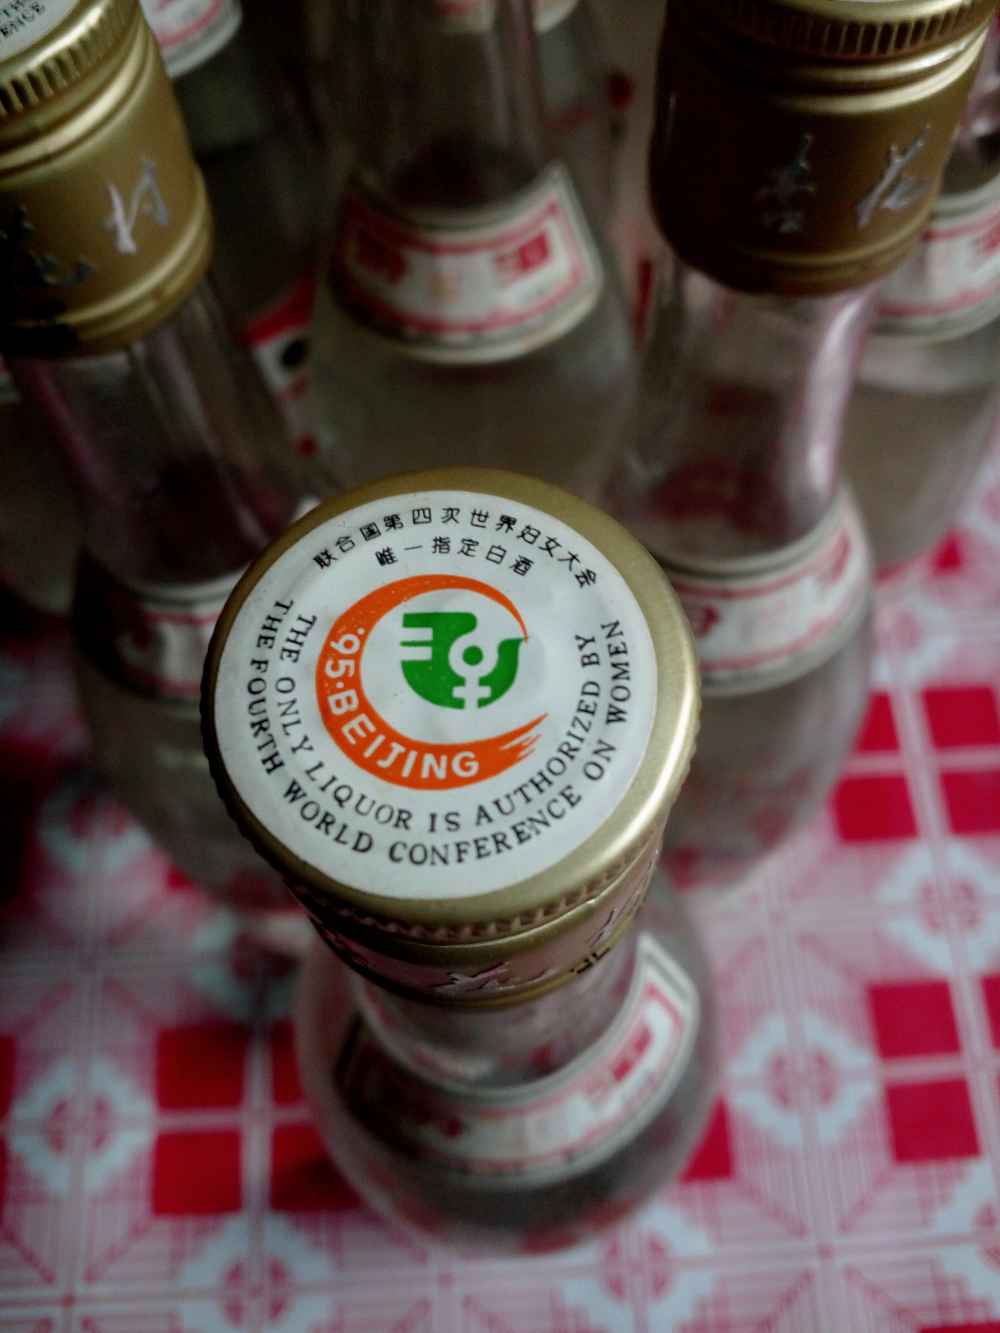 联合国第四次世界妇女大会
唯一指定白酒
'95·BEIJING
THE ONLY LIQUOR IS AUTHORIZED BY
THE FOURTH WORLD CONFERENCE ON WOMEN